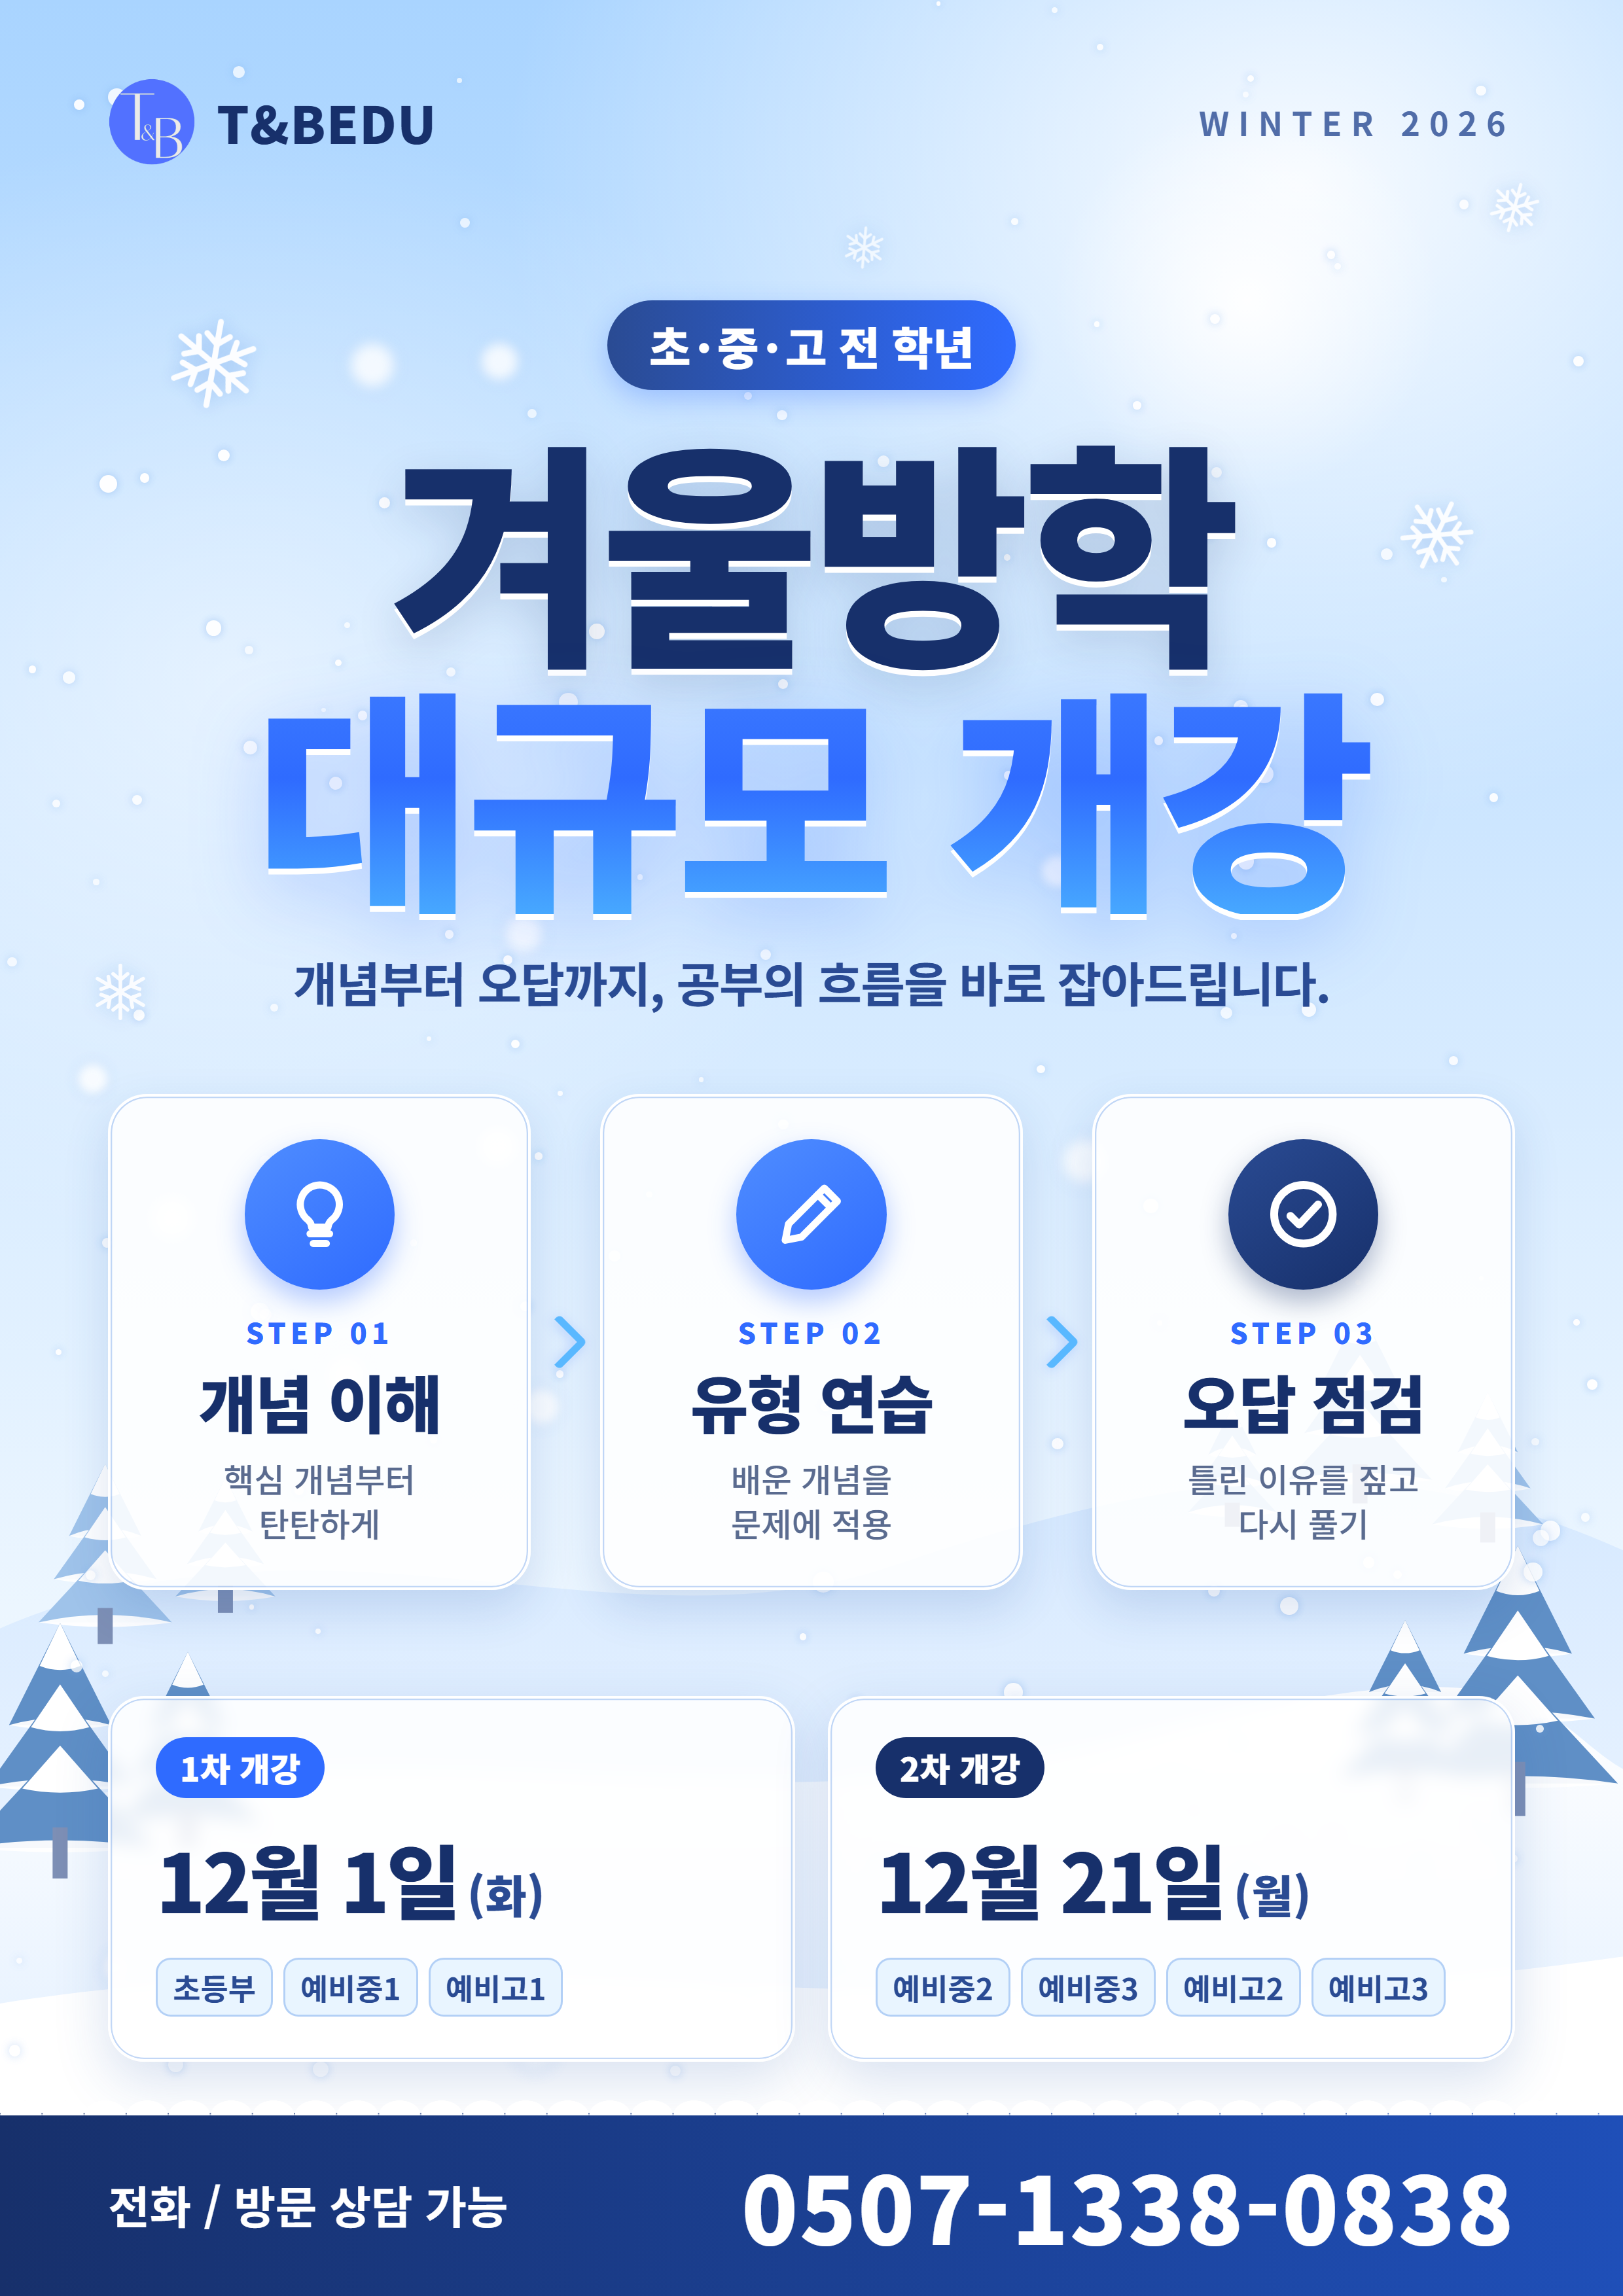 T&B
T&BEDU
WINTER 2026
초·중·고 전 학년
겨울방학
대규모 개강
개념부터 오답까지, 공부의 흐름을 바로 잡아드립니다.
STEP 01
개념 이해
핵심 개념부터
탄탄하게
STEP 02
유형 연습
배운 개념을
문제에 적용
STEP 03
오답 점검
틀린 이유를 짚고
다시 풀기
1차 개강
12월 1일 (화)
초등부 예비중1 예비고1
2차 개강
12월 21일 (월)
예비중2 예비중3 예비고2 예비고3
전화 / 방문 상담 가능
0507-1338-0838